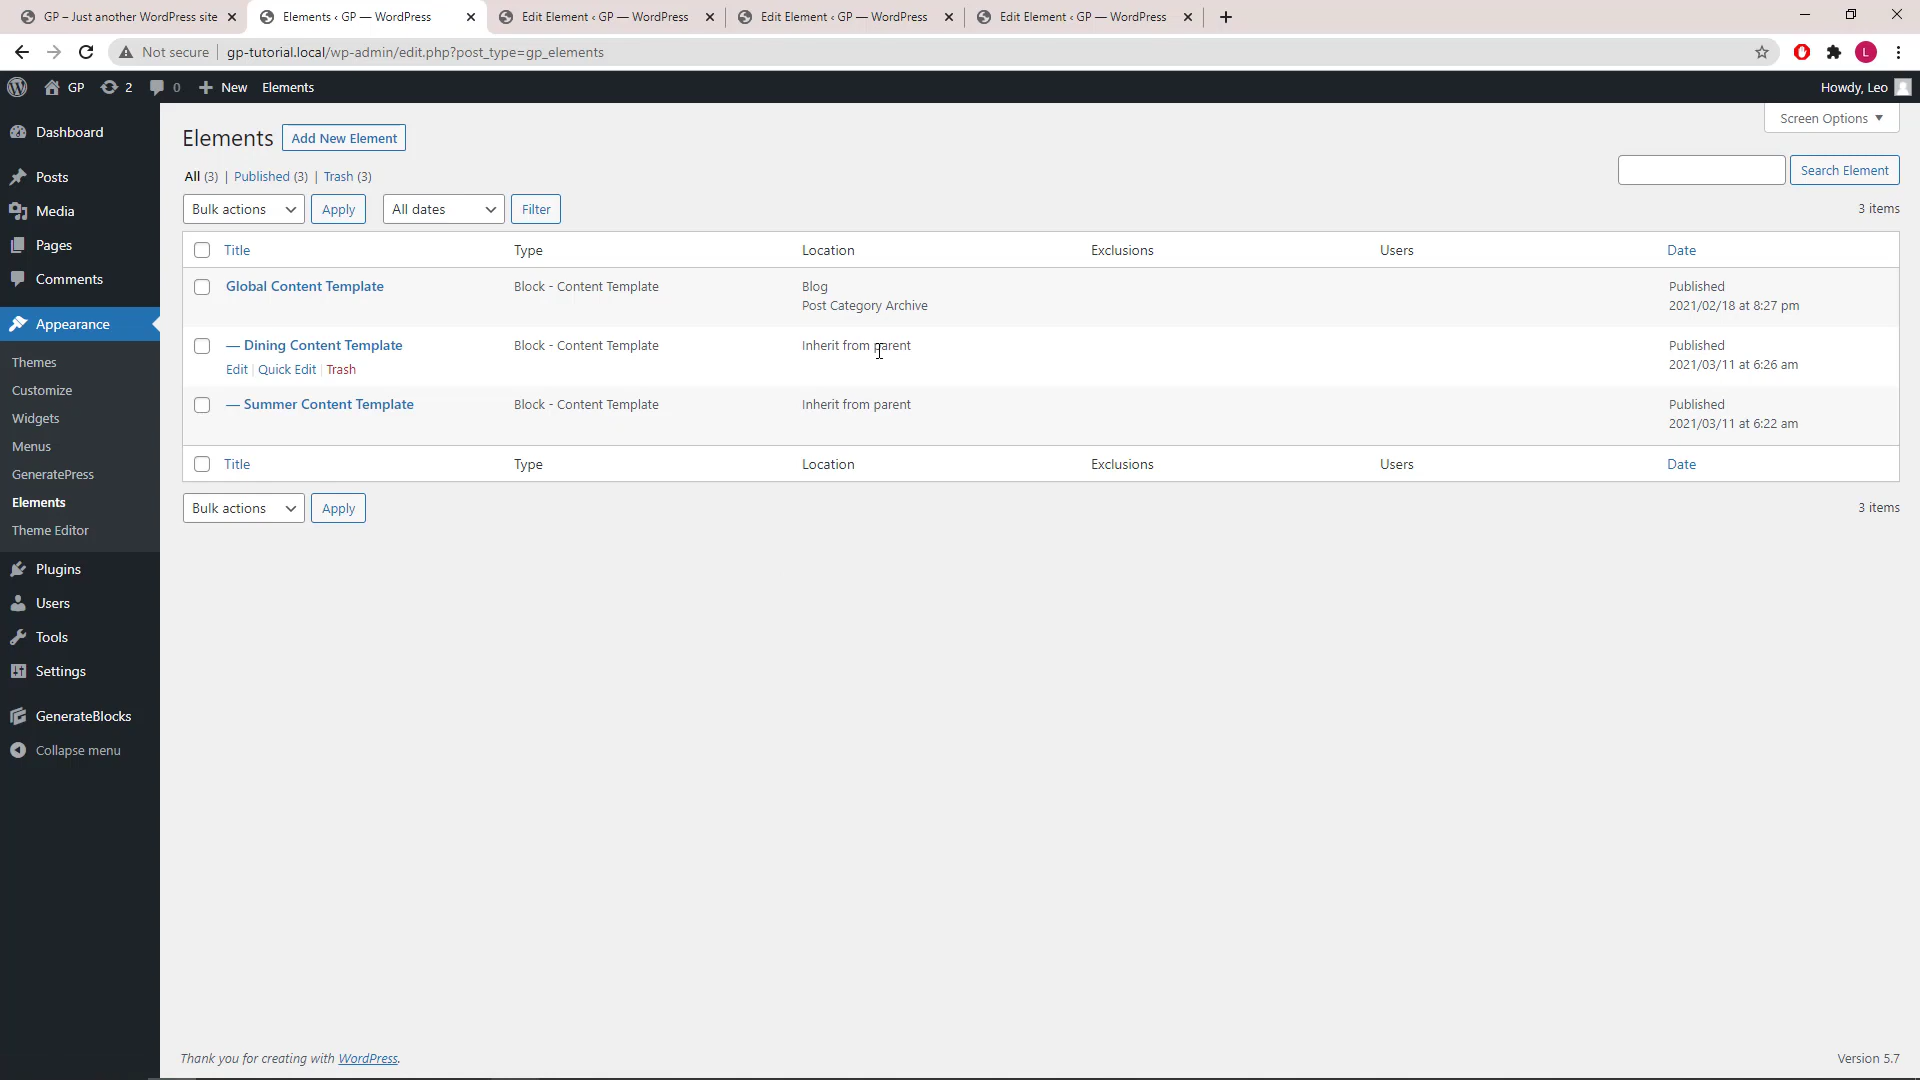 GP – Just another WordPress site
Elements ‹ GP — WordPress
Edit Element ‹ GP — WordPress
Edit Element ‹ GP — WordPress
Edit Element ‹ GP — WordPress
Not secure
gp-tutorial.local/wp-admin/edit.php?post_type=gp_elements
L
GP
2
0
New
Elements
Howdy, Leo
Dashboard
Posts
Media
Pages
Comments
Appearance
Themes
Customize
Widgets
Menus
GeneratePress
Elements
Theme Editor
Plugins
Users
Tools
Settings
GenerateBlocks
Collapse menu
Screen Options
Elements
Add New Element
All (3) | Published (3) | Trash (3)
Search Element
Bulk actions
Apply
All dates
Filter
3 items
Title Type Location Exclusions Users Date
Global Content Template Block - Content Template Blog Published
Post Category Archive 2021/02/18 at 8:27 pm
— Dining Content Template Block - Content Template Inherit from parent Published
Edit | Quick Edit | Trash 2021/03/11 at 6:26 am
— Summer Content Template Block - Content Template Inherit from parent Published
2021/03/11 at 6:22 am
Title Type Location Exclusions Users Date
Bulk actions
Apply
3 items
Thank you for creating with WordPress.
Version 5.7